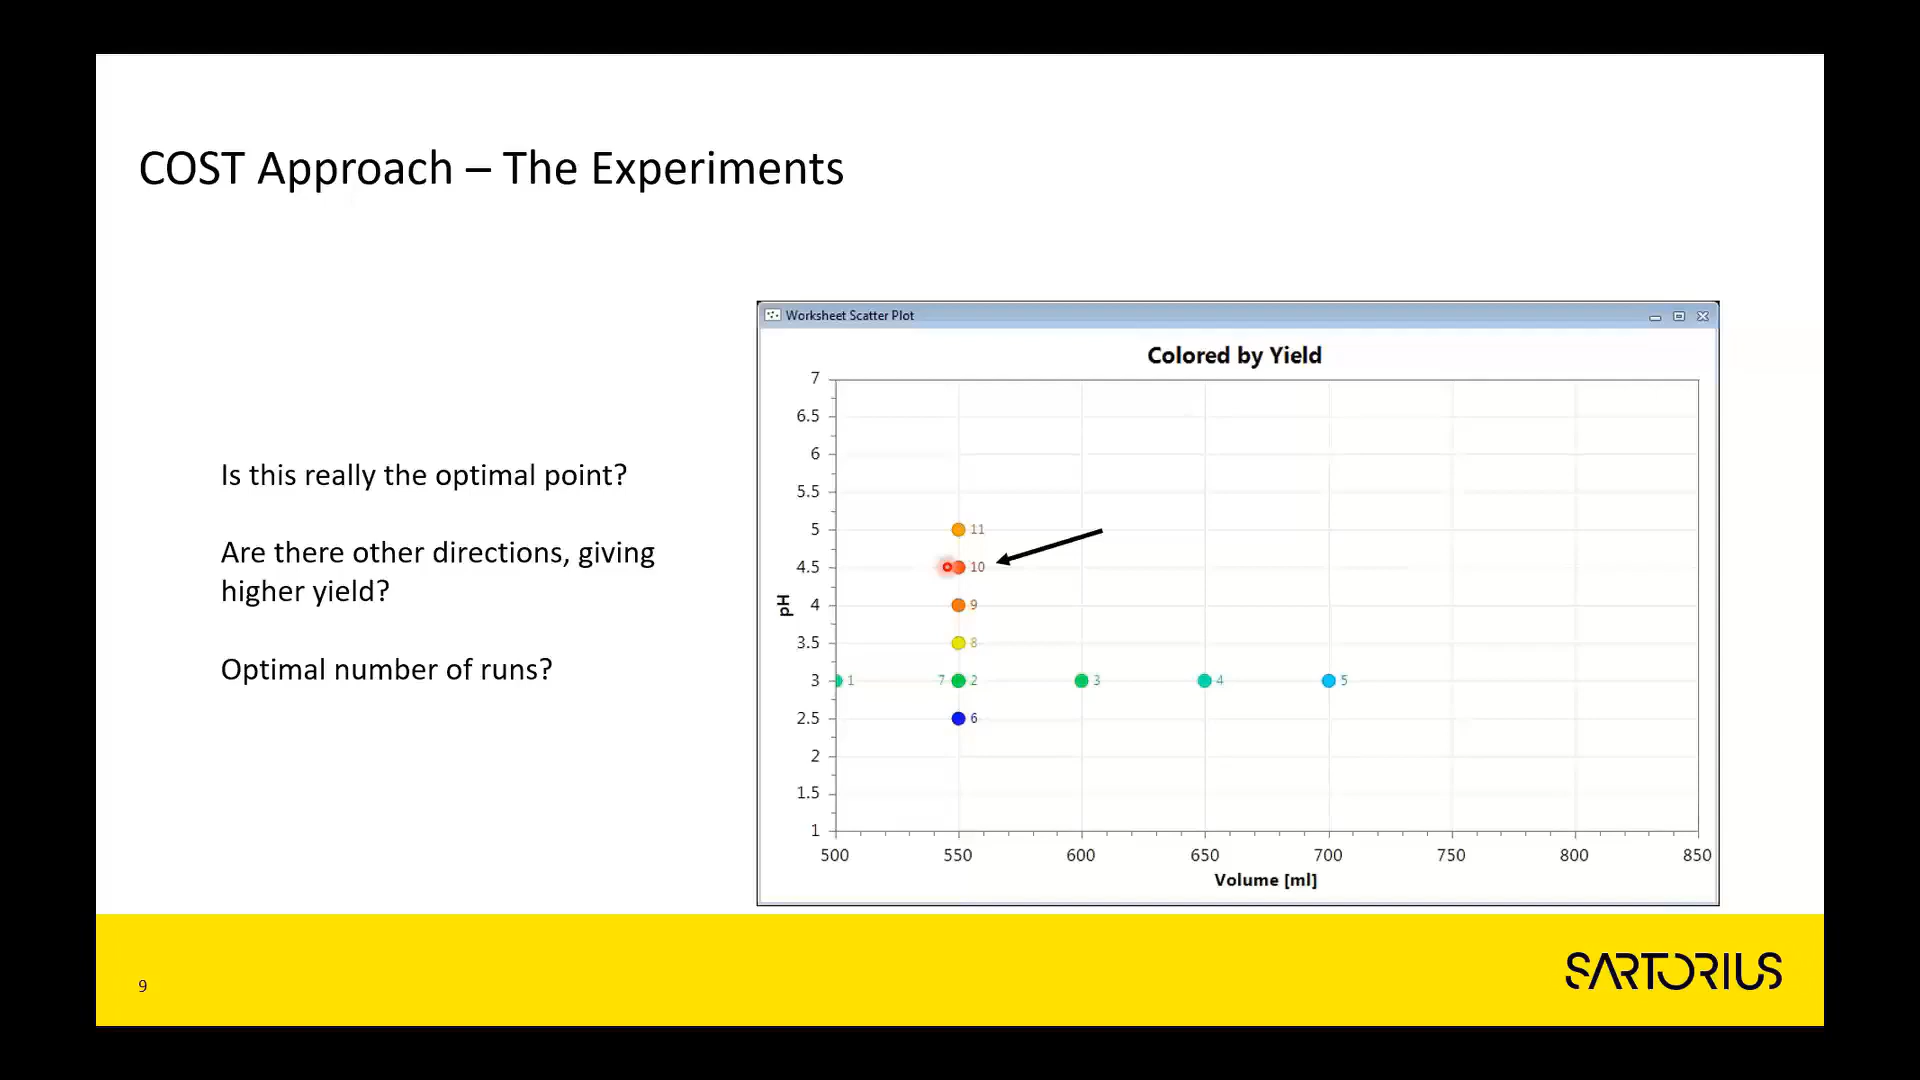 COST Approach – The Experiments
Is this really the optimal point?
Are there other directions, giving
higher yield?
Optimal number of runs?
Worksheet Scatter Plot
Colored by Yield
7
6.5
6
5.5
5
4.5
4
3.5
3
2.5
2
1.5
1
pH
11
10
9
8
1
7
2
3
4
5
6
500 550 600 650 700 750 800 850
Volume [ml]
9
SARTORIUS